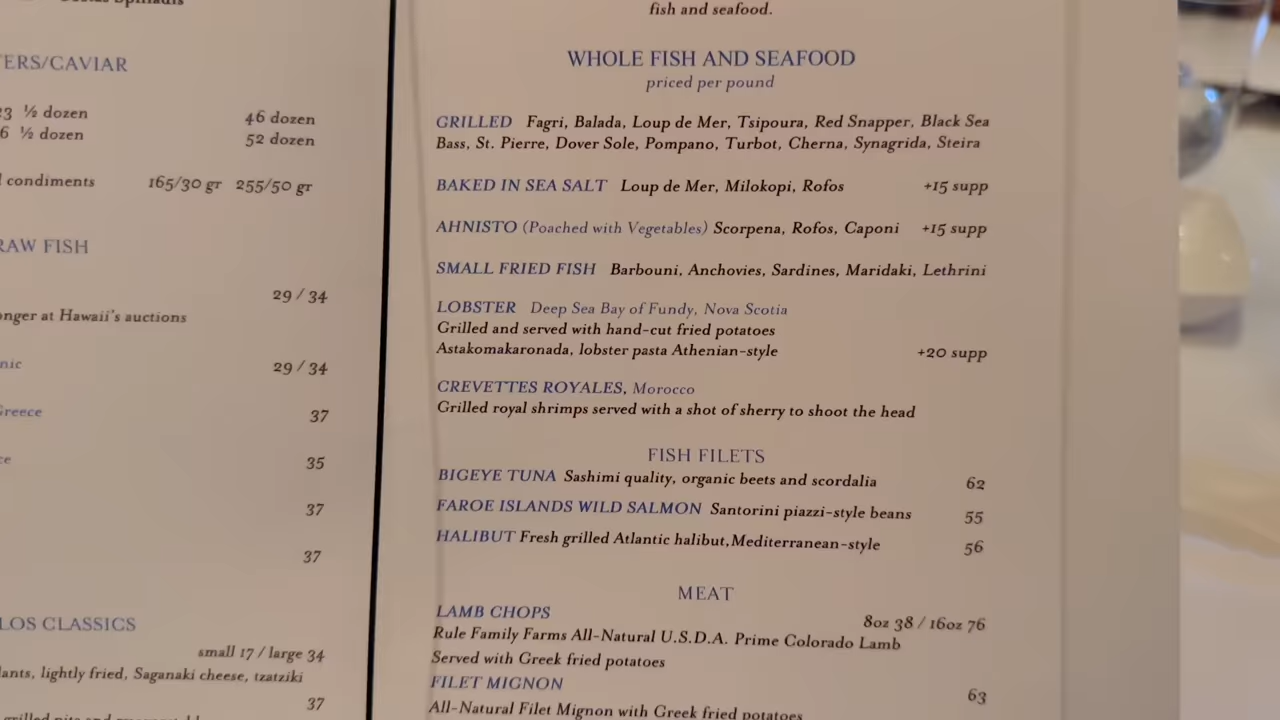 TERS/CAVIAR
23 ½ dozen 46 dozen
6 ½ dozen 52 dozen
condiments 165/30 gr 255/50 gr
RAW FISH
29 / 34
onger at Hawaii's auctions
nic 29 / 34
Greece 37
ce 35
37
37
LOS CLASSICS
small 17 / large 34
lants, lightly fried, Saganaki cheese, tzatziki
37
fish and seafood.
WHOLE FISH AND SEAFOOD
priced per pound
GRILLED Fagri, Balada, Loup de Mer, Tsipoura, Red Snapper, Black Sea
Bass, St. Pierre, Dover Sole, Pompano, Turbot, Cherna, Synagrida, Steira
BAKED IN SEA SALT Loup de Mer, Milokopi, Rofos +15 supp
AHNISTO (Poached with Vegetables) Scorpena, Rofos, Caponi +15 supp
SMALL FRIED FISH Barbouni, Anchovies, Sardines, Maridaki, Lethrini
LOBSTER Deep Sea Bay of Fundy, Nova Scotia
Grilled and served with hand-cut fried potatoes
Astakomakaronada, lobster pasta Athenian-style +20 supp
CREVETTES ROYALES, Morocco
Grilled royal shrimps served with a shot of sherry to shoot the head
FISH FILETS
BIGEYE TUNA Sashimi quality, organic beets and scordalia 62
FAROE ISLANDS WILD SALMON Santorini piazzi-style beans 55
HALIBUT Fresh grilled Atlantic halibut, Mediterranean-style 56
MEAT
LAMB CHOPS 8oz 38 / 16oz 76
Rule Family Farms All-Natural U.S.D.A. Prime Colorado Lamb
Served with Greek fried potatoes
FILET MIGNON 63
All-Natural Filet Mignon with Greek fried potatoes